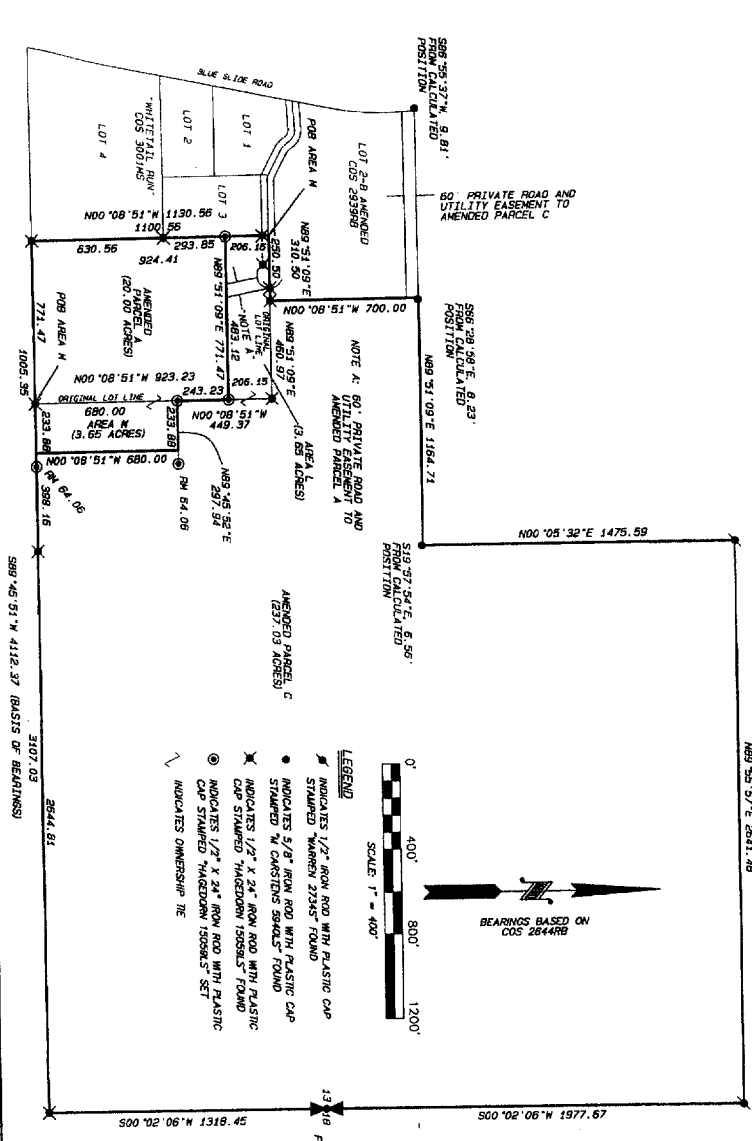 S86°55'37"W, 9.81'
FROM CALCULATED
POSITION
BLUE SLIDE ROAD
60' PRIVATE ROAD AND
UTILITY EASEMENT TO
AMENDED PARCEL C
LOT 2-B AMENDED
COS 2939RB
POB AREA M
LOT 1
LOT 2
LOT 3
LOT 4
"WHITETAIL RUN"
COS 3001MS
N00°08'51"W 1130.56
1100.56
293.85
630.56
924.41
206.15
250.50
N89°51'09"E
310.50
N00°08'51"W 700.00
S66°28'58"E, 8.23'
FROM CALCULATED
POSITION
N89°51'09"E 1164.71
N89°51'09"E
460.97
ORIGINAL
LOT LINE
"NOTE A"
463.12
N89°51'09"E 771.47
AMENDED
PARCEL A
(20.00 ACRES)
771.47
POB AREA M
1005.35
N00°08'51"W 923.23
243.23
206.15
ORIGINAL LOT LINE
680.00
AREA M
(3.65 ACRES)
233.88
233.88
N00°08'51"W
449.37
N00°08'51"W 680.00
RM 64.06
RM 64.06
398.16
N89°45'52"E
297.94
AREA L
(3.65 ACRES)
NOTE A: 60' PRIVATE ROAD AND
UTILITY EASEMENT TO
AMENDED PARCEL A
S19°57'54"E, 6.56'
FROM CALCULATED
POSITION
N00°05'32"E 1475.59
AMENDED PARCEL C
(237.03 ACRES)
S89°45'51"W 4112.37 (BASIS OF BEARINGS)
3107.03
2644.81
N89°55'57"E 2641.48
0'
400'
800'
1200'
SCALE: 1" = 400'
BEARINGS BASED ON
COS 2644RB
LEGEND
INDICATES 1/2" IRON ROD WITH PLASTIC CAP
STAMPED "WARREN 2734S" FOUND
INDICATES 5/8" IRON ROD WITH PLASTIC CAP
STAMPED "M CARSTENS 5940LS" FOUND
INDICATES 1/2" X 24" IRON ROD WITH PLASTIC
CAP STAMPED "HAGEDORN 15059LS" FOUND
INDICATES 1/2" X 24" IRON ROD WITH PLASTIC
CAP STAMPED "HAGEDORN 15059LS" SET
INDICATES OWNERSHIP TIE
S00°02'06"W 1318.45
13 18
S00°02'06"W 1977.67